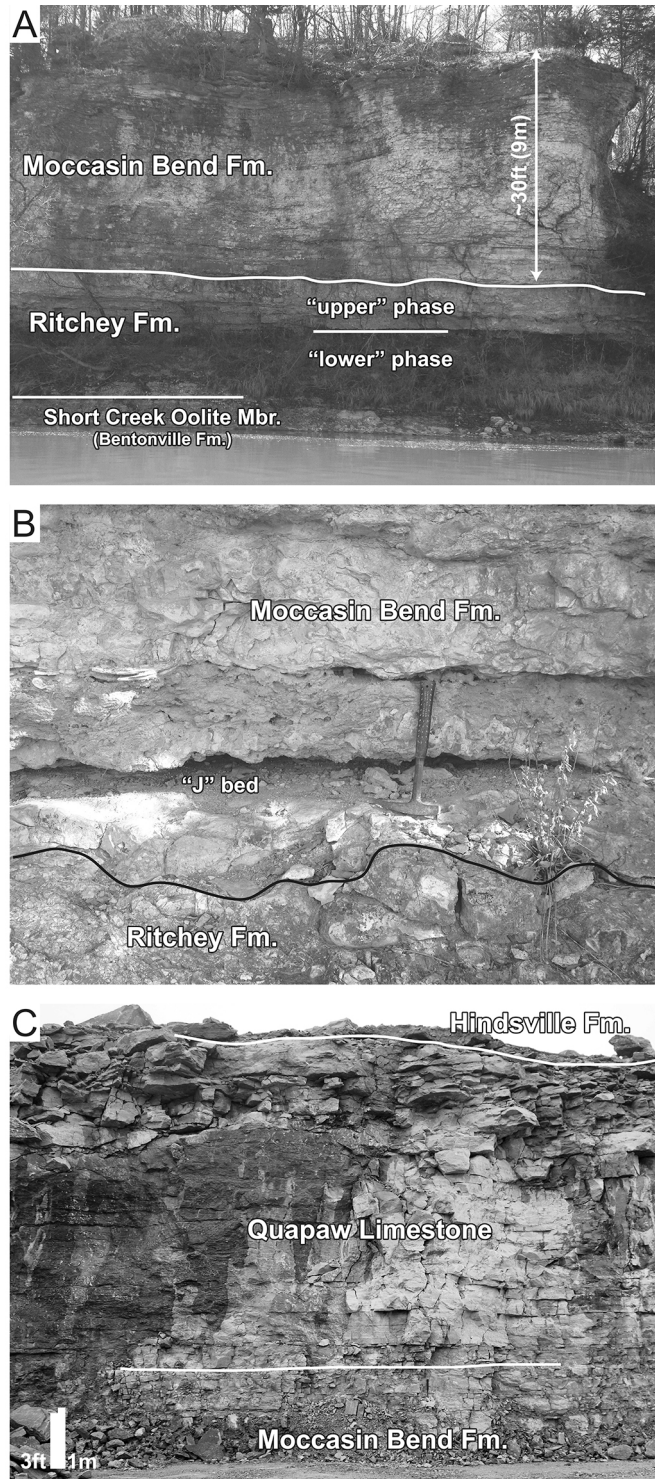 A
Moccasin Bend Fm.
~30ft (9m)
Ritchey Fm.
“upper” phase
“lower” phase
Short Creek Oolite Mbr.
(Bentonville Fm.)
B
Moccasin Bend Fm.
“J” bed
Ritchey Fm.
C
Hindsville Fm.
Quapaw Limestone
Moccasin Bend Fm.
3ft 1m